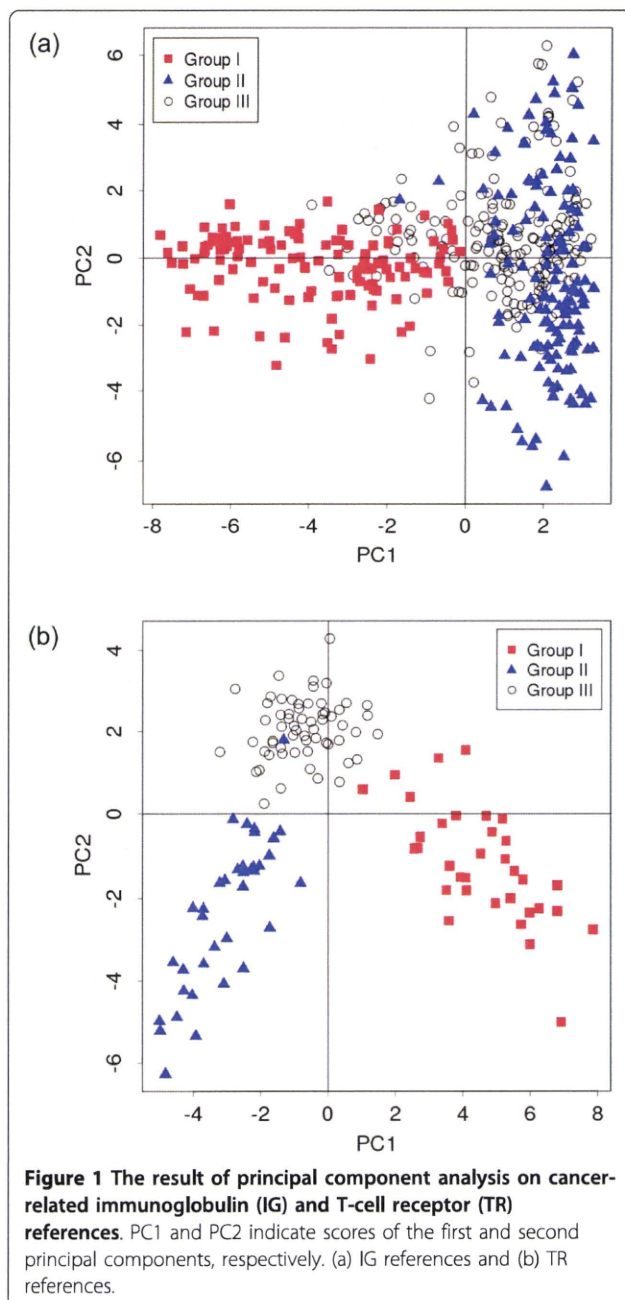 (a)
Group I
Group II
Group III
6
4
2
0
-2
-4
-6
PC2
-8
-6
-4
-2
0
2
PC1
(b)
Group I
Group II
Group III
4
2
0
-2
-4
-6
PC2
-4
-2
0
2
4
6
8
PC1
Figure 1 The result of principal component analysis on cancer-
related immunoglobulin (IG) and T-cell receptor (TR)
references. PC1 and PC2 indicate scores of the first and second
principal components, respectively. (a) IG references and (b) TR
references.